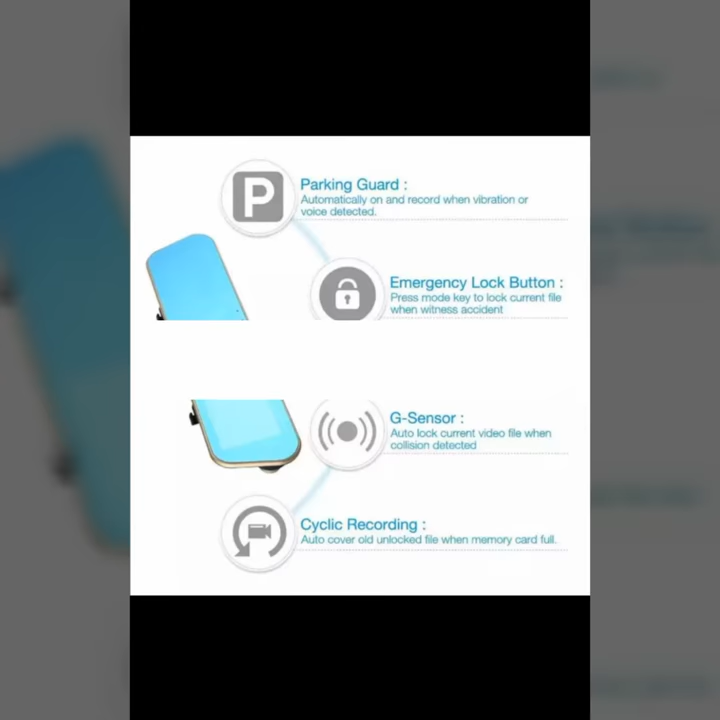 P
Parking Guard :
Automatically on and record when vibration or
voice detected.
Emergency Lock Button :
Press mode key to lock current file
when witness accident
G-Sensor :
Auto lock current video file when
collision detected
Cyclic Recording :
Auto cover old unlocked file when memory card full.